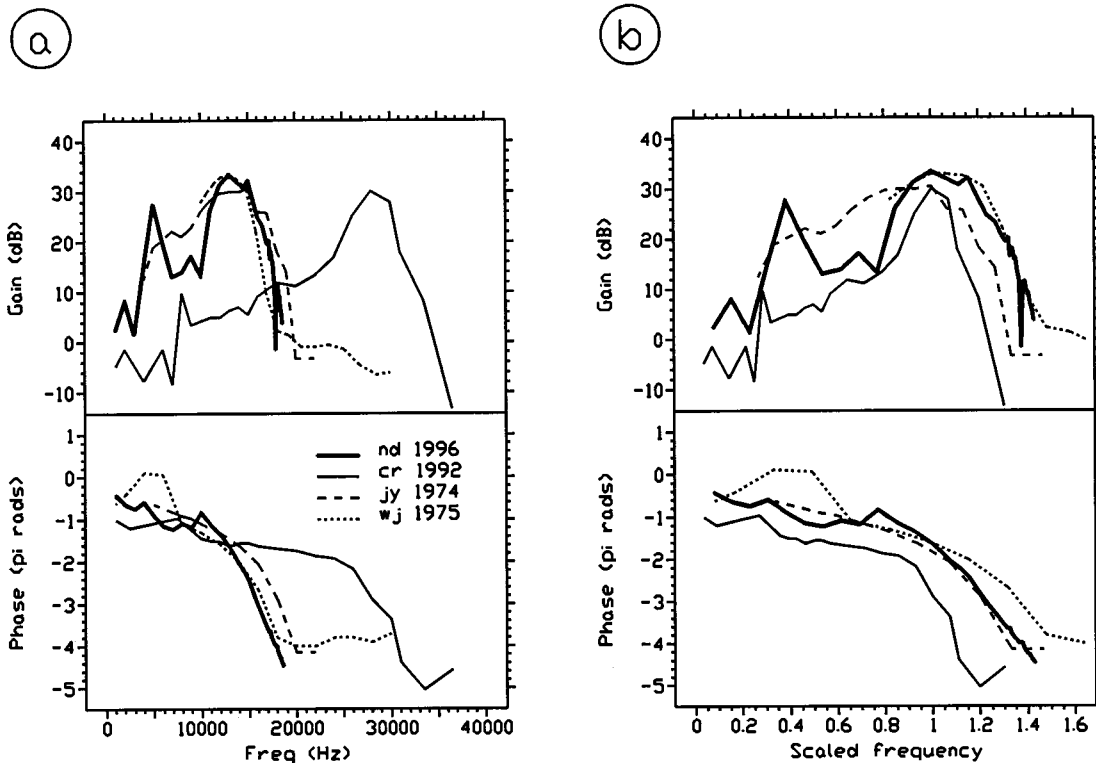 a
b
40
30
20
10
0
-10
Gain (dB)
1
0
-1
-2
-3
-4
-5
Phase (pi rads)
nd 1996
cr 1992
jy 1974
wj 1975
0 10000 20000 30000 40000
Freq (Hz)
40
30
20
10
0
-10
Gain (dB)
1
0
-1
-2
-3
-4
-5
Phase (pi rads)
0 0.2 0.4 0.6 0.8 1 1.2 1.4 1.6
Scaled frequency